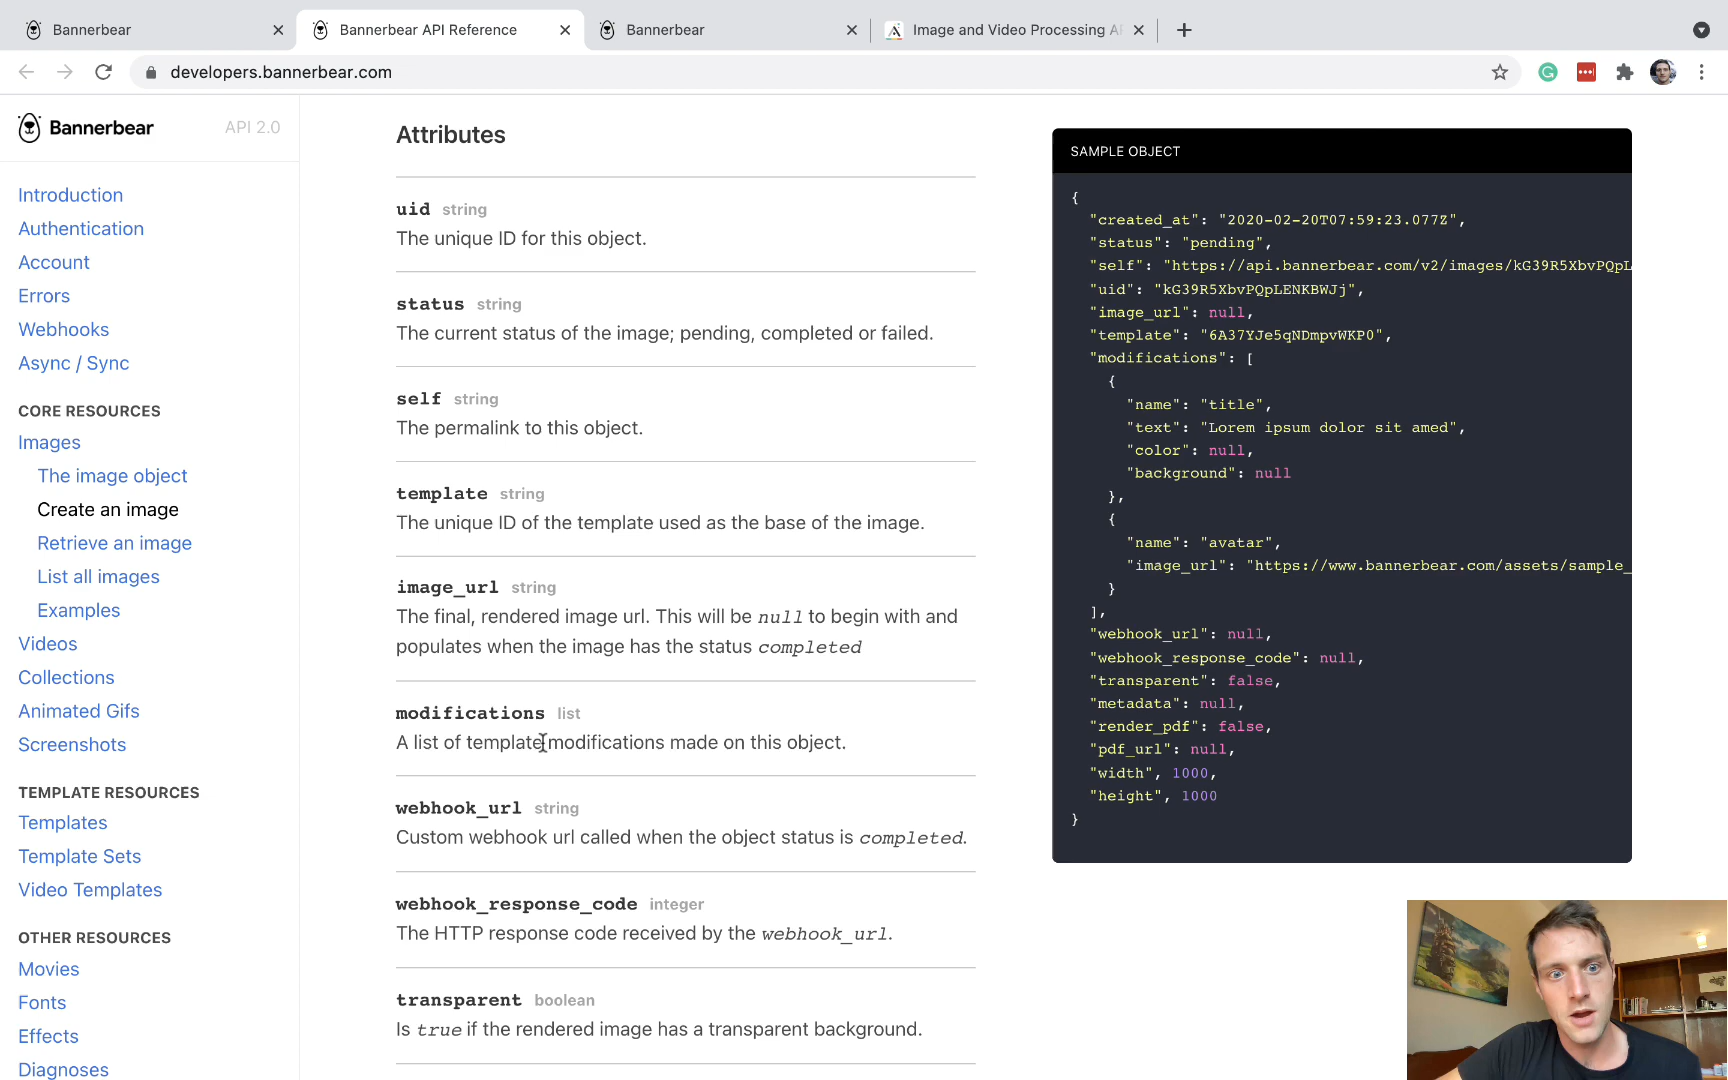 Bannerbear
Bannerbear API Reference
Bannerbear
Image and Video Processing A
developers.bannerbear.com
Bannerbear API 2.0
Introduction
Authentication
Account
Errors
Webhooks
Async / Sync
CORE RESOURCES
Images
The image object
Create an image
Retrieve an image
List all images
Examples
Videos
Collections
Animated Gifs
Screenshots
TEMPLATE RESOURCES
Templates
Template Sets
Video Templates
OTHER RESOURCES
Movies
Fonts
Effects
Diagnoses
Attributes
uid string
The unique ID for this object.
status string
The current status of the image; pending, completed or failed.
self string
The permalink to this object.
template string
The unique ID of the template used as the base of the image.
image_url string
The final, rendered image url. This will be null to begin with and
populates when the image has the status completed
modifications list
A list of template modifications made on this object.
webhook_url string
Custom webhook url called when the object status is completed.
webhook_response_code integer
The HTTP response code received by the webhook_url.
transparent boolean
Is true if the rendered image has a transparent background.
SAMPLE OBJECT
{
"created_at": "2020-02-20T07:59:23.077Z",
"status": "pending",
"self": "https://api.bannerbear.com/v2/images/kG39R5XbvPQpL
"uid": "kG39R5XbvPQpLENKBWJj",
"image_url": null,
"template": "6A37YJe5qNDmpvWKP0",
"modifications": [
{
"name": "title",
"text": "Lorem ipsum dolor sit amed",
"color": null,
"background": null
},
{
"name": "avatar",
"image_url": "https://www.bannerbear.com/assets/sample_
}
],
"webhook_url": null,
"webhook_response_code": null,
"transparent": false,
"metadata": null,
"render_pdf": false,
"pdf_url": null,
"width", 1000,
"height", 1000
}